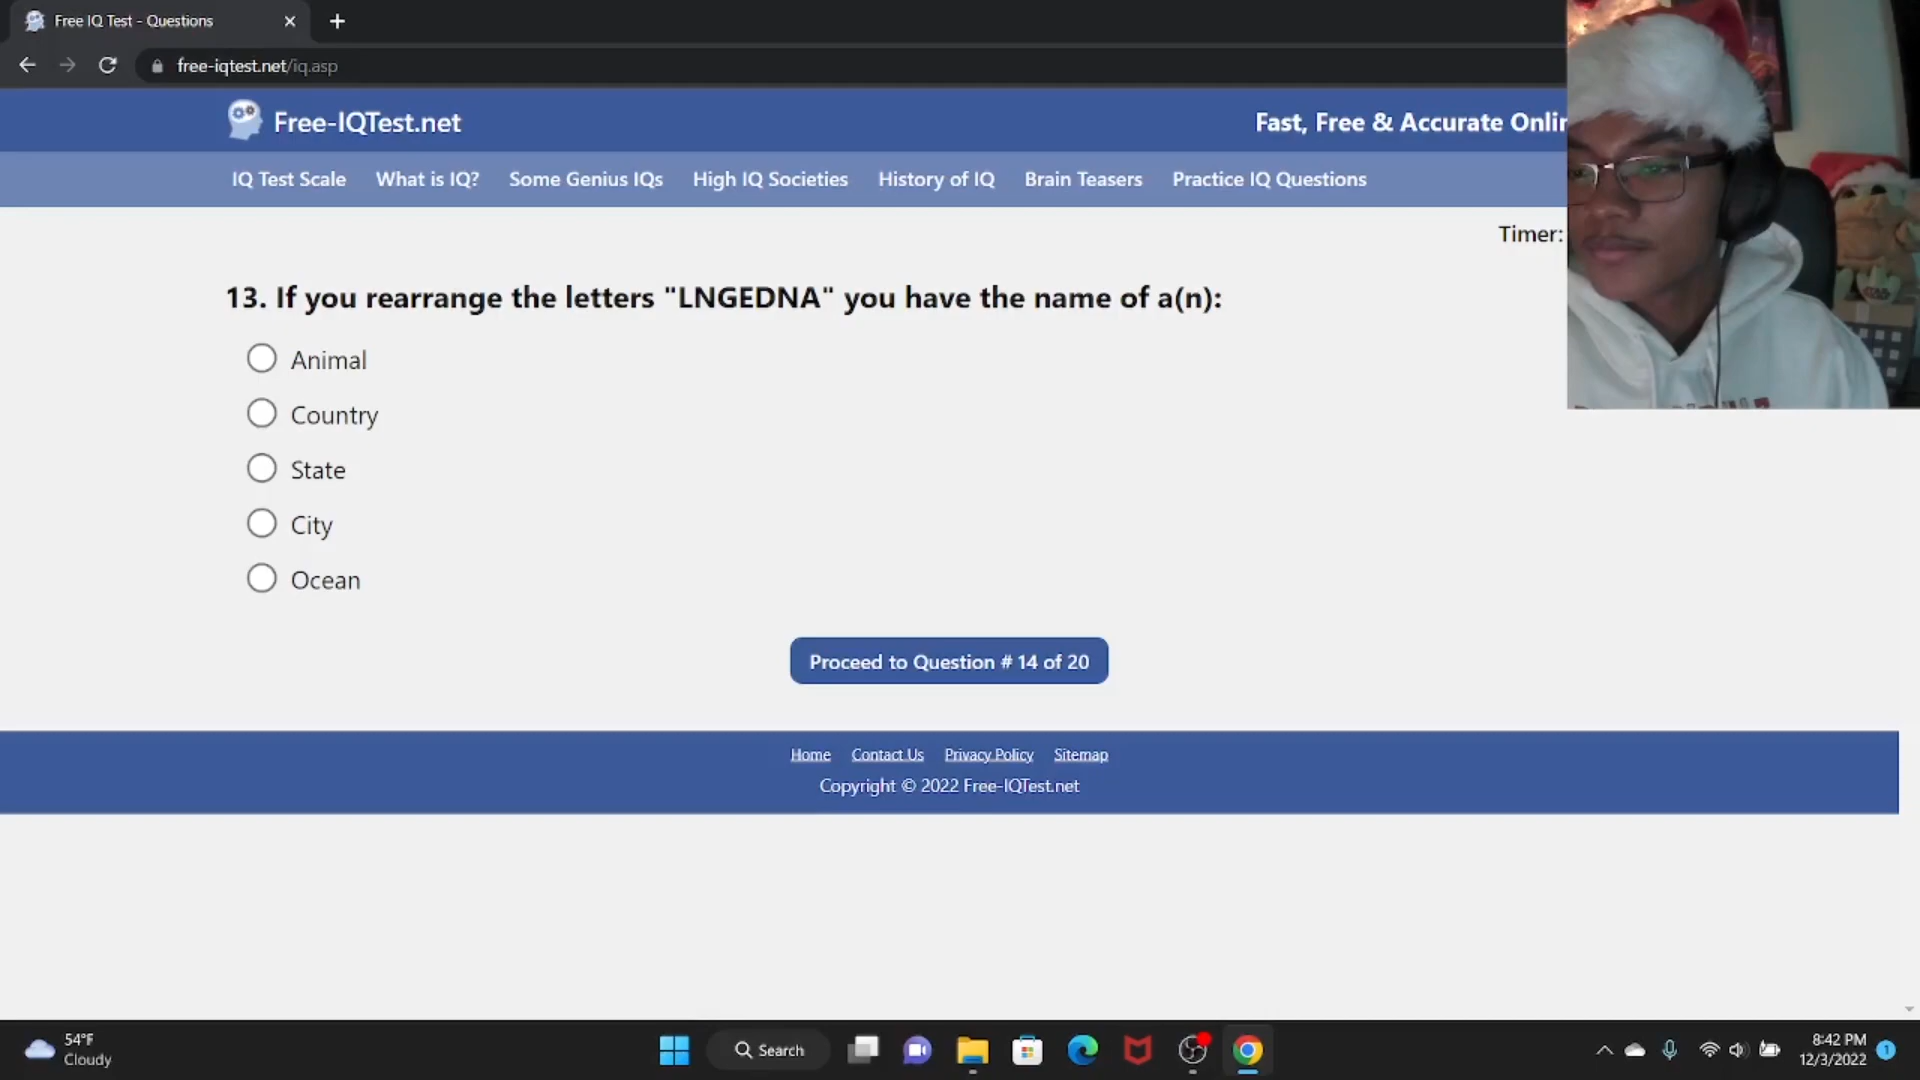 Free IQ Test - Questions
free-iqtest.net/iq.asp
Free-IQTest.net
Fast, Free & Accurate Onlin
IQ Test Scale What is IQ? Some Genius IQs High IQ Societies History of IQ Brain Teasers Practice IQ Questions
Timer:
13. If you rearrange the letters "LNGEDNA" you have the name of a(n):
Animal
Country
State
City
Ocean
Proceed to Question # 14 of 20
Home Contact Us Privacy Policy Sitemap
Copyright © 2022 Free-IQTest.net
54°F
Cloudy
Search
8:42 PM
12/3/2022
1